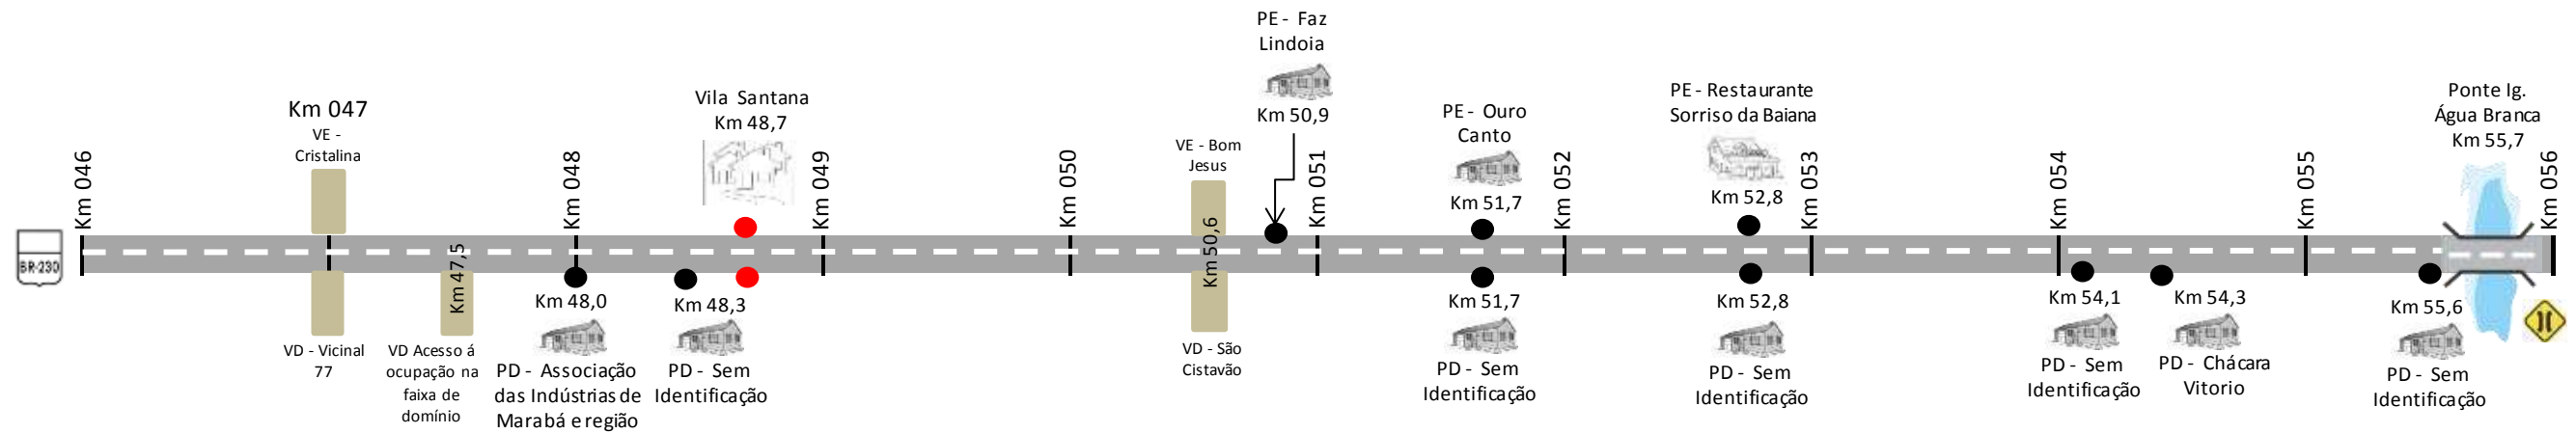 BR-230
Km 046
Km 047
VE -
Cristalina
VD - Vicinal
77
Km 47,5
VD Acesso á
ocupação na
faixa de
domínio
Km 048
Km 48,0
PD - Associação
das Indústrias de
Marabá e região
Km 48,3
PD - Sem
Identificação
Vila Santana
Km 48,7
Km 049
Km 050
VE - Bom
Jesus
Km 50,6
VD - São
Cistavão
PE - Faz
Lindoia
Km 50,9
Km 051
PE - Ouro
Canto
Km 51,7
Km 51,7
PD - Sem
Identificação
Km 052
PE - Restaurante
Sorriso da Baiana
Km 52,8
Km 52,8
PD - Sem
Identificação
Km 053
Km 054
Km 54,1
PD - Sem
Identificação
Km 54,3
PD - Chácara
Vitorio
Km 055
Km 55,6
PD - Sem
Identificação
Ponte Ig.
Água Branca
Km 55,7
Km 056